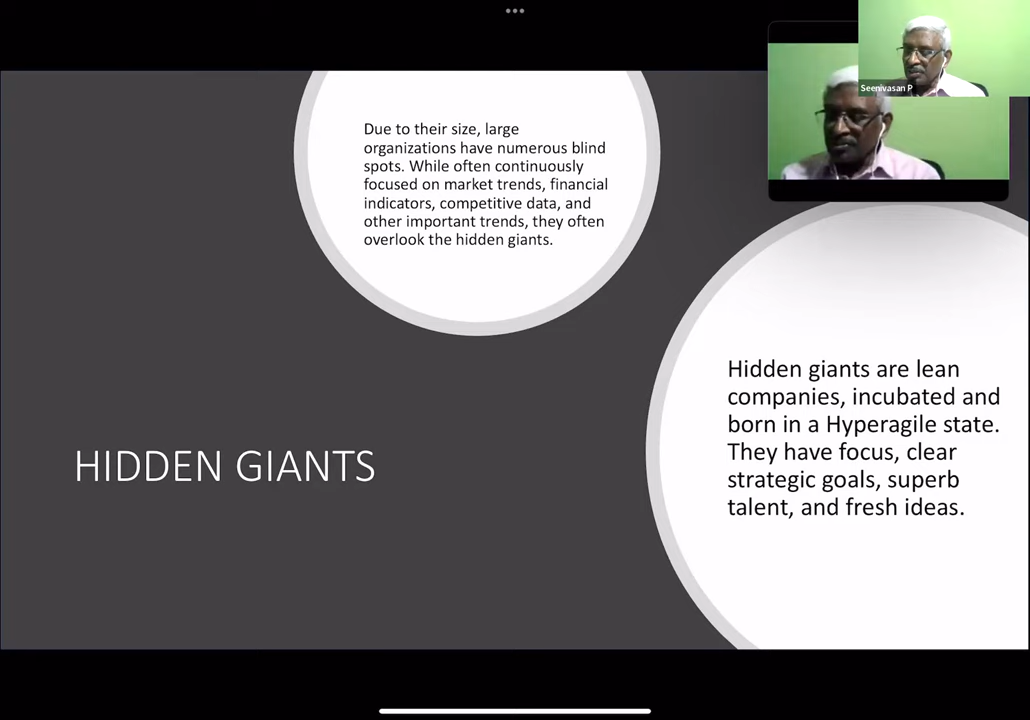 Seenivasan P
Due to their size, large
organizations have numerous blind
spots. While often continuously
focused on market trends, financial
indicators, competitive data, and
other important trends, they often
overlook the hidden giants.
Hidden giants are lean
companies, incubated and
born in a Hyperagile state.
They have focus, clear
strategic goals, superb
talent, and fresh ideas.
HIDDEN GIANTS